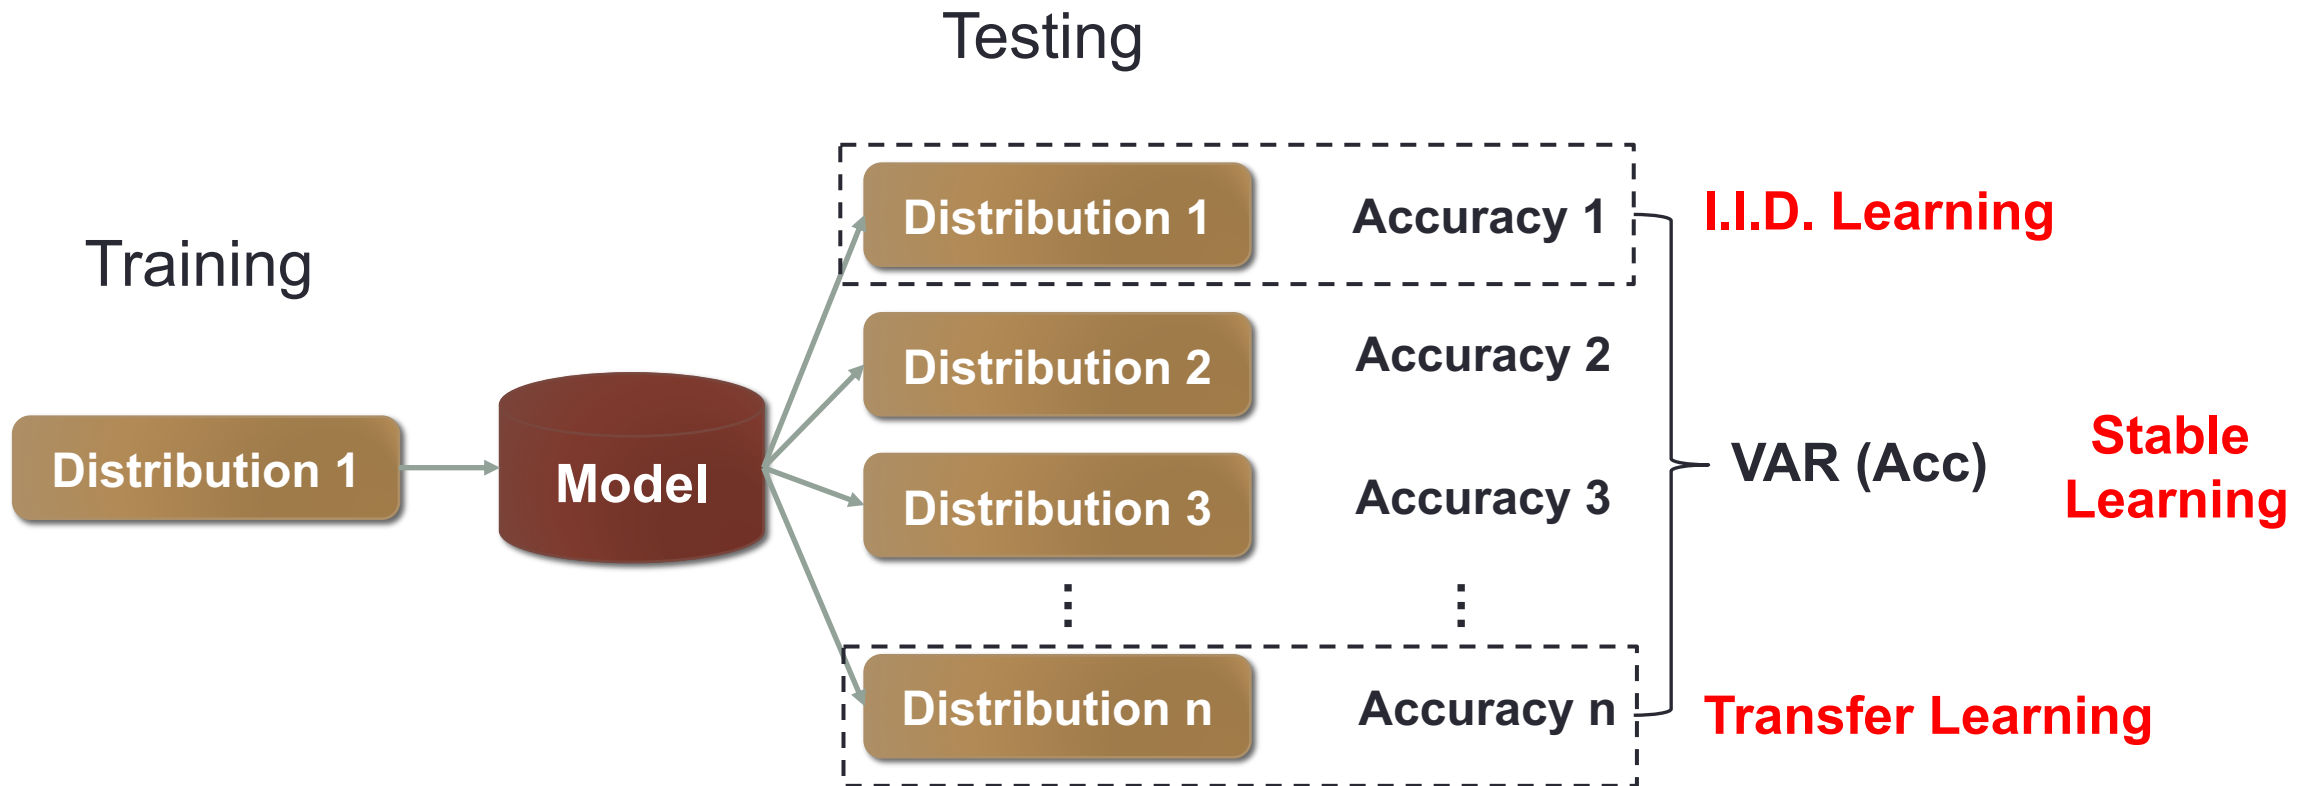 Testing
Training
Distribution 1
Model
Distribution 1 Accuracy 1
Distribution 2 Accuracy 2
Distribution 3 Accuracy 3
⋮ ⋮
Distribution n Accuracy n
I.I.D. Learning
VAR (Acc)
Stable
Learning
Transfer Learning